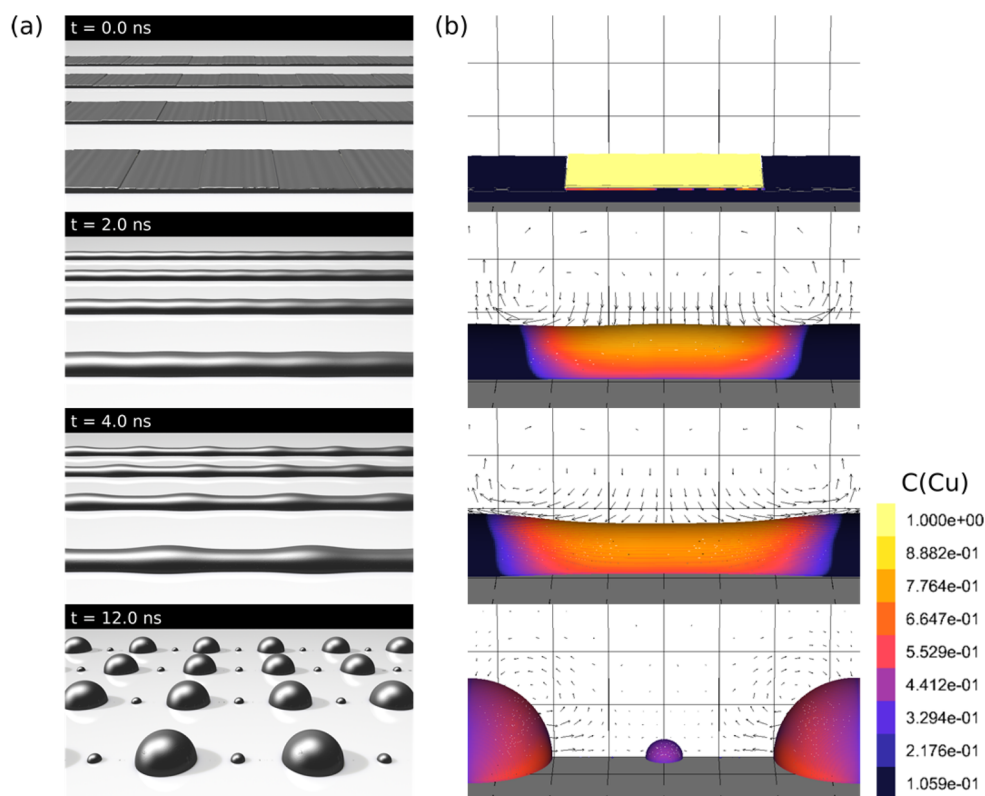 (a)
t = 0.0 ns
t = 2.0 ns
t = 4.0 ns
t = 12.0 ns
(b)
C(Cu)
1.000e+00
8.882e-01
7.764e-01
6.647e-01
5.529e-01
4.412e-01
3.294e-01
2.176e-01
1.059e-01